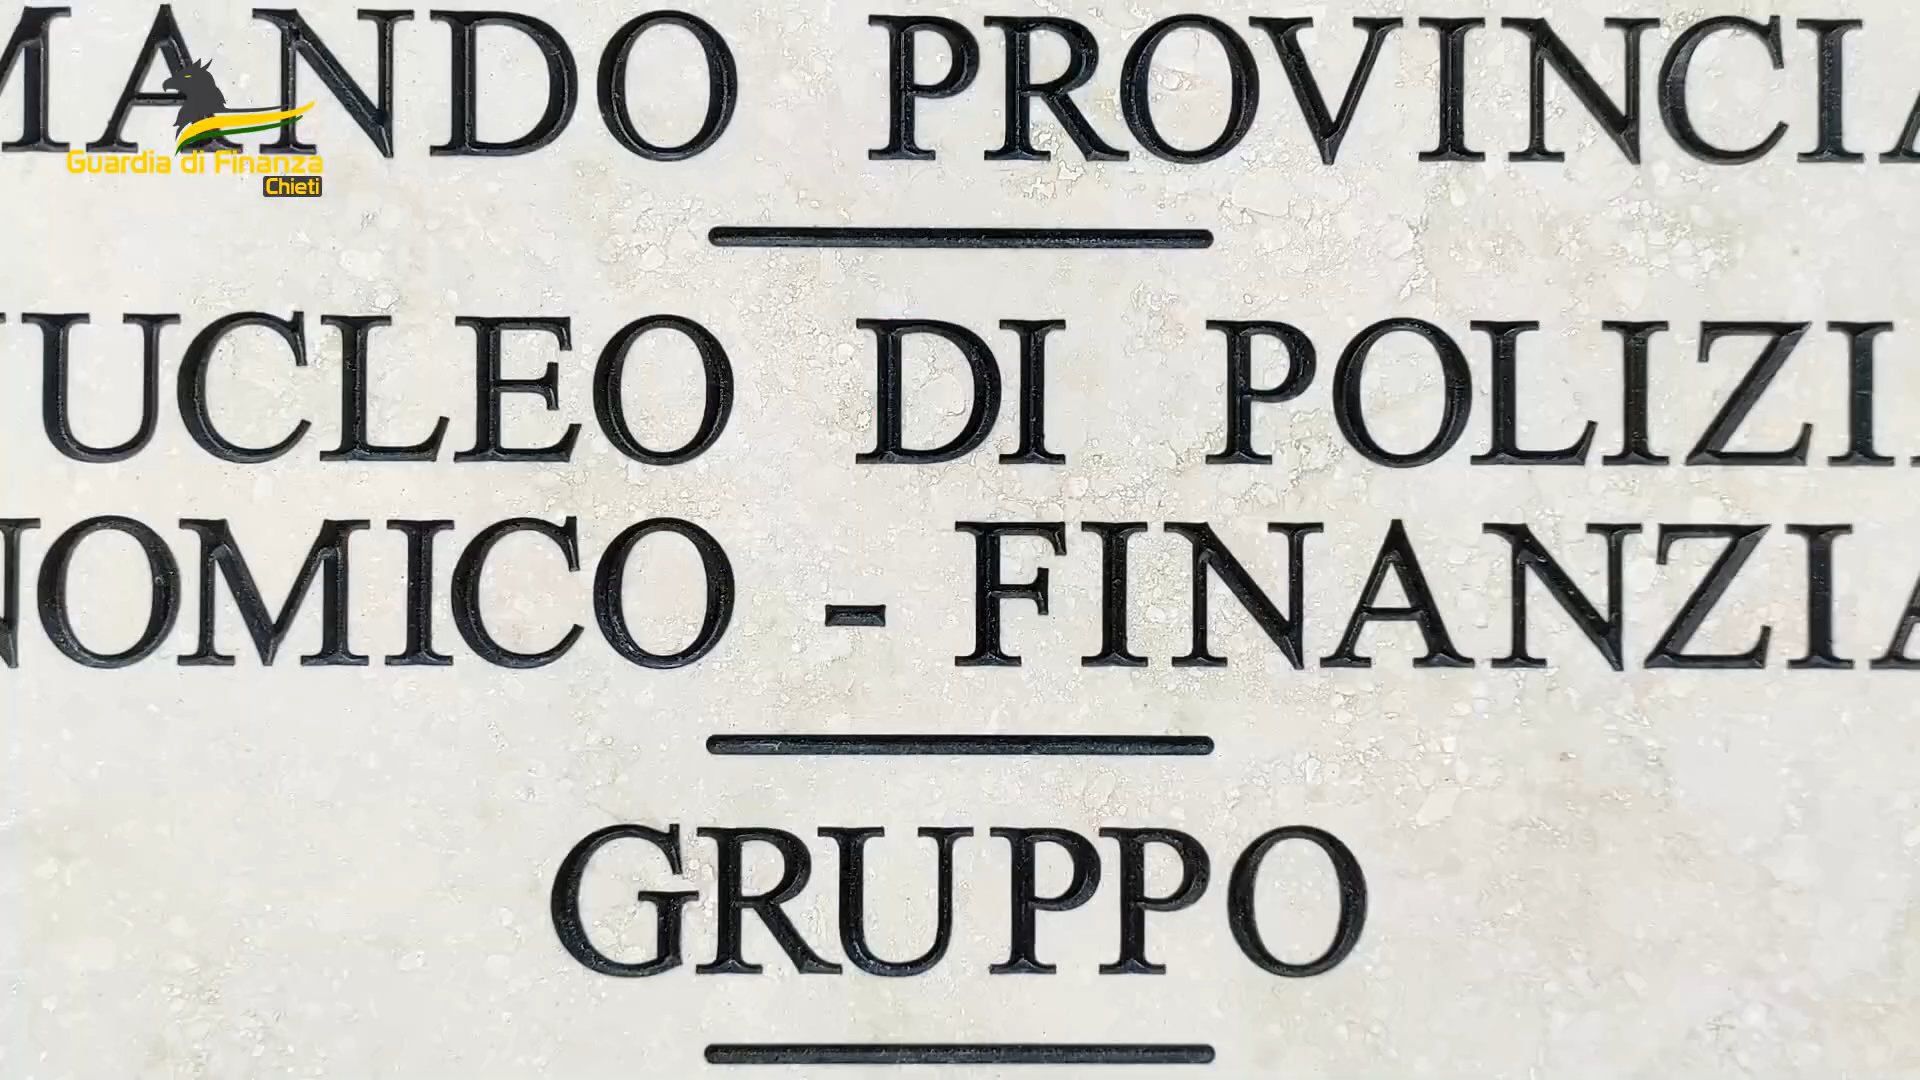 MANDO PROVINCIA
Guardia di Finanza
Chieti
UCLEO DI POLIZI
NOMICO - FINANZIA
GRUPPO